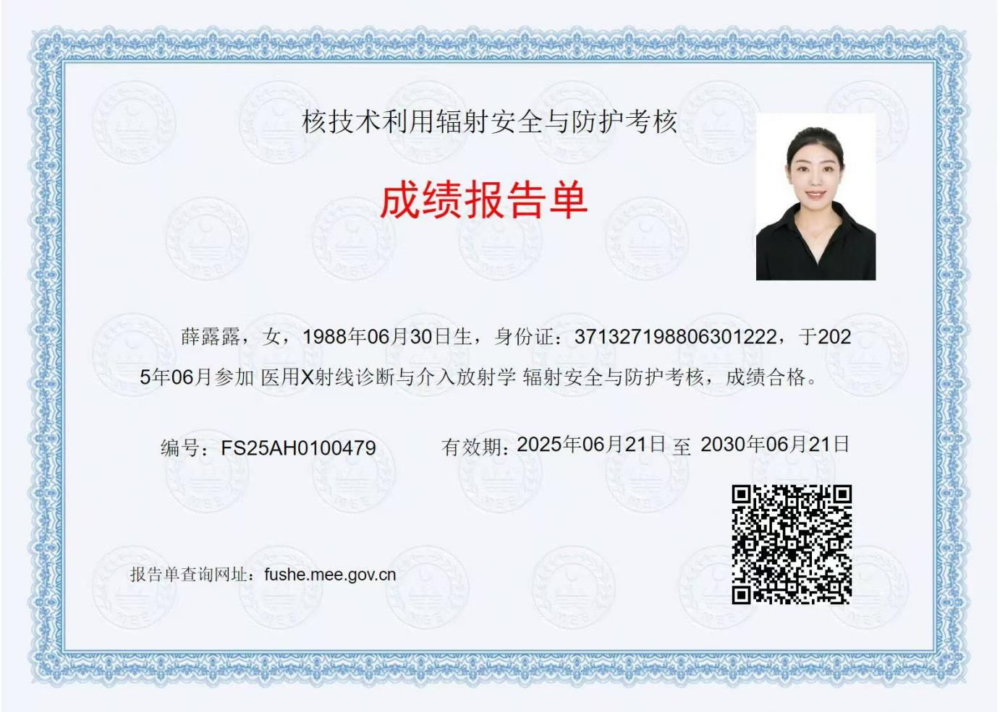 核技术利用辐射安全与防护考核
成绩报告单
薛露露，女，1988年06月30日生，身份证：371327198806301222，于202
5年06月参加 医用X射线诊断与介入放射学 辐射安全与防护考核，成绩合格。
编号：FS25AH0100479 有效期：2025年06月21日 至 2030年06月21日
报告单查询网址：fushe.mee.gov.cn
MEE